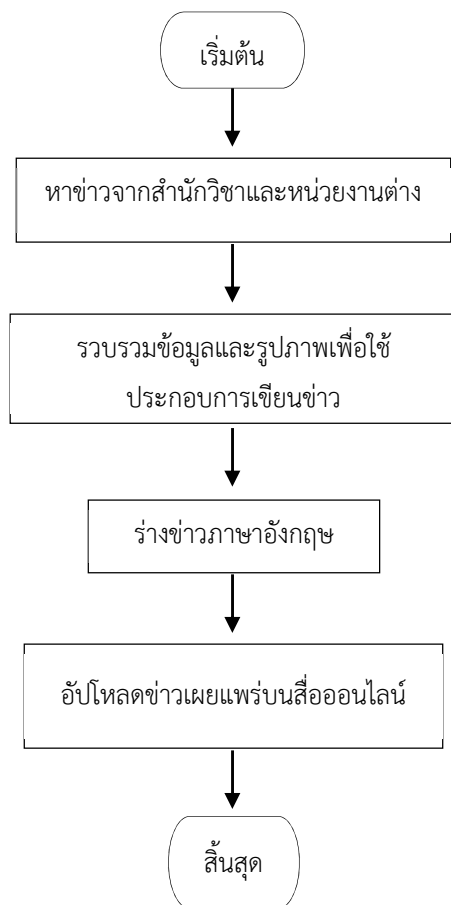 เริ่มต้น
หาข่าวจากสำนักวิชาและหน่วยงานต่าง
รวบรวมข้อมูลและรูปภาพเพื่อใช้
ประกอบการเขียนข่าว
ร่างข่าวภาษาอังกฤษ
อัปโหลดข่าวเผยแพร่บนสื่อออนไลน์
สิ้นสุด